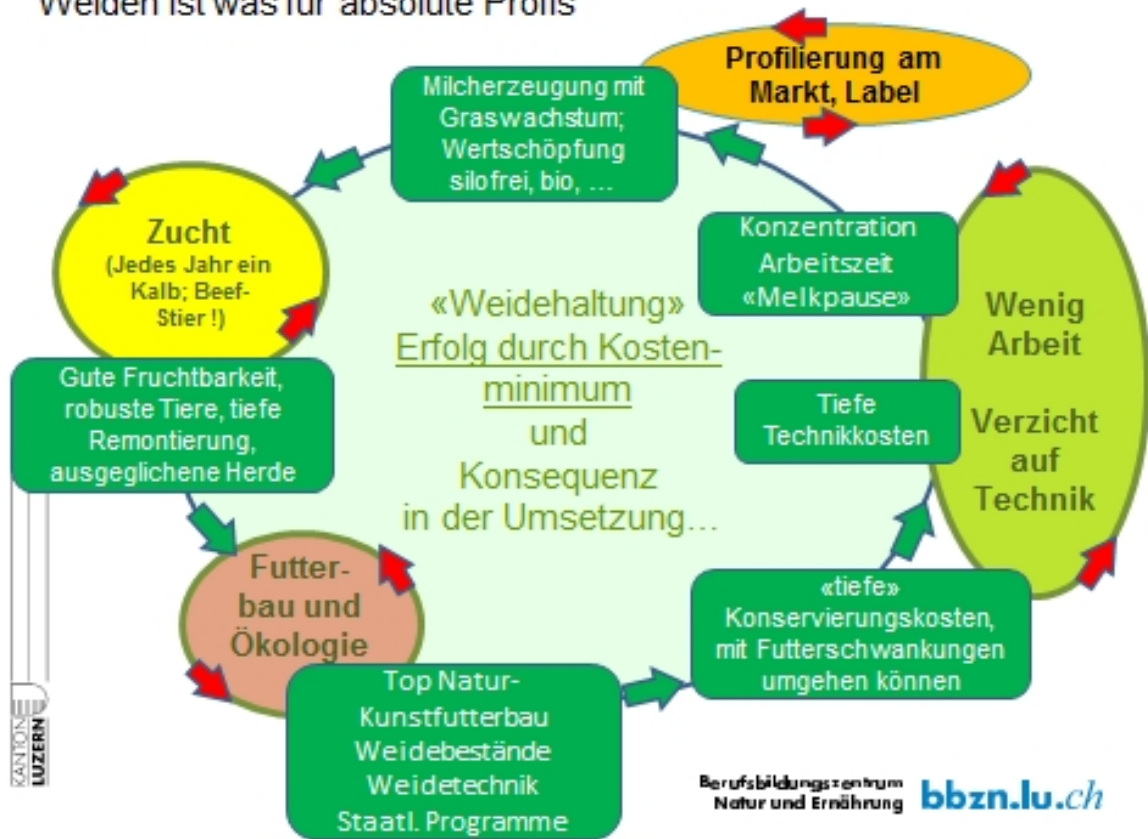 Weiden ist was für absolute Profis
Profilierung am
Markt, Label
Milcherzeugung mit
Graswachstum;
Wertschöpfung
silofrei, bio, …
Zucht
(Jedes Jahr ein
Kalb; Beef-
Stier !)
Konzentration
Arbeitszeit
«Melkpause»
Wenig
Arbeit
Verzicht
auf
Technik
«Weidehaltung»
Erfolg durch Kosten-
minimum
und
Konsequenz
in der Umsetzung…
Gute Fruchtbarkeit,
robuste Tiere, tiefe
Remontierung,
ausgeglichene Herde
Tiefe
Technikkosten
Futter-
bau und
Ökologie
«tiefe»
Konservierungskosten,
mit Futterschwankungen
umgehen können
Top Natur-
Kunstfutterbau
Weidebestände
Weidetechnik
Staatl. Programme
KANTON
LUZERN
Berufsbildungszentrum
Natur und Ernährung
bbzn.lu.ch